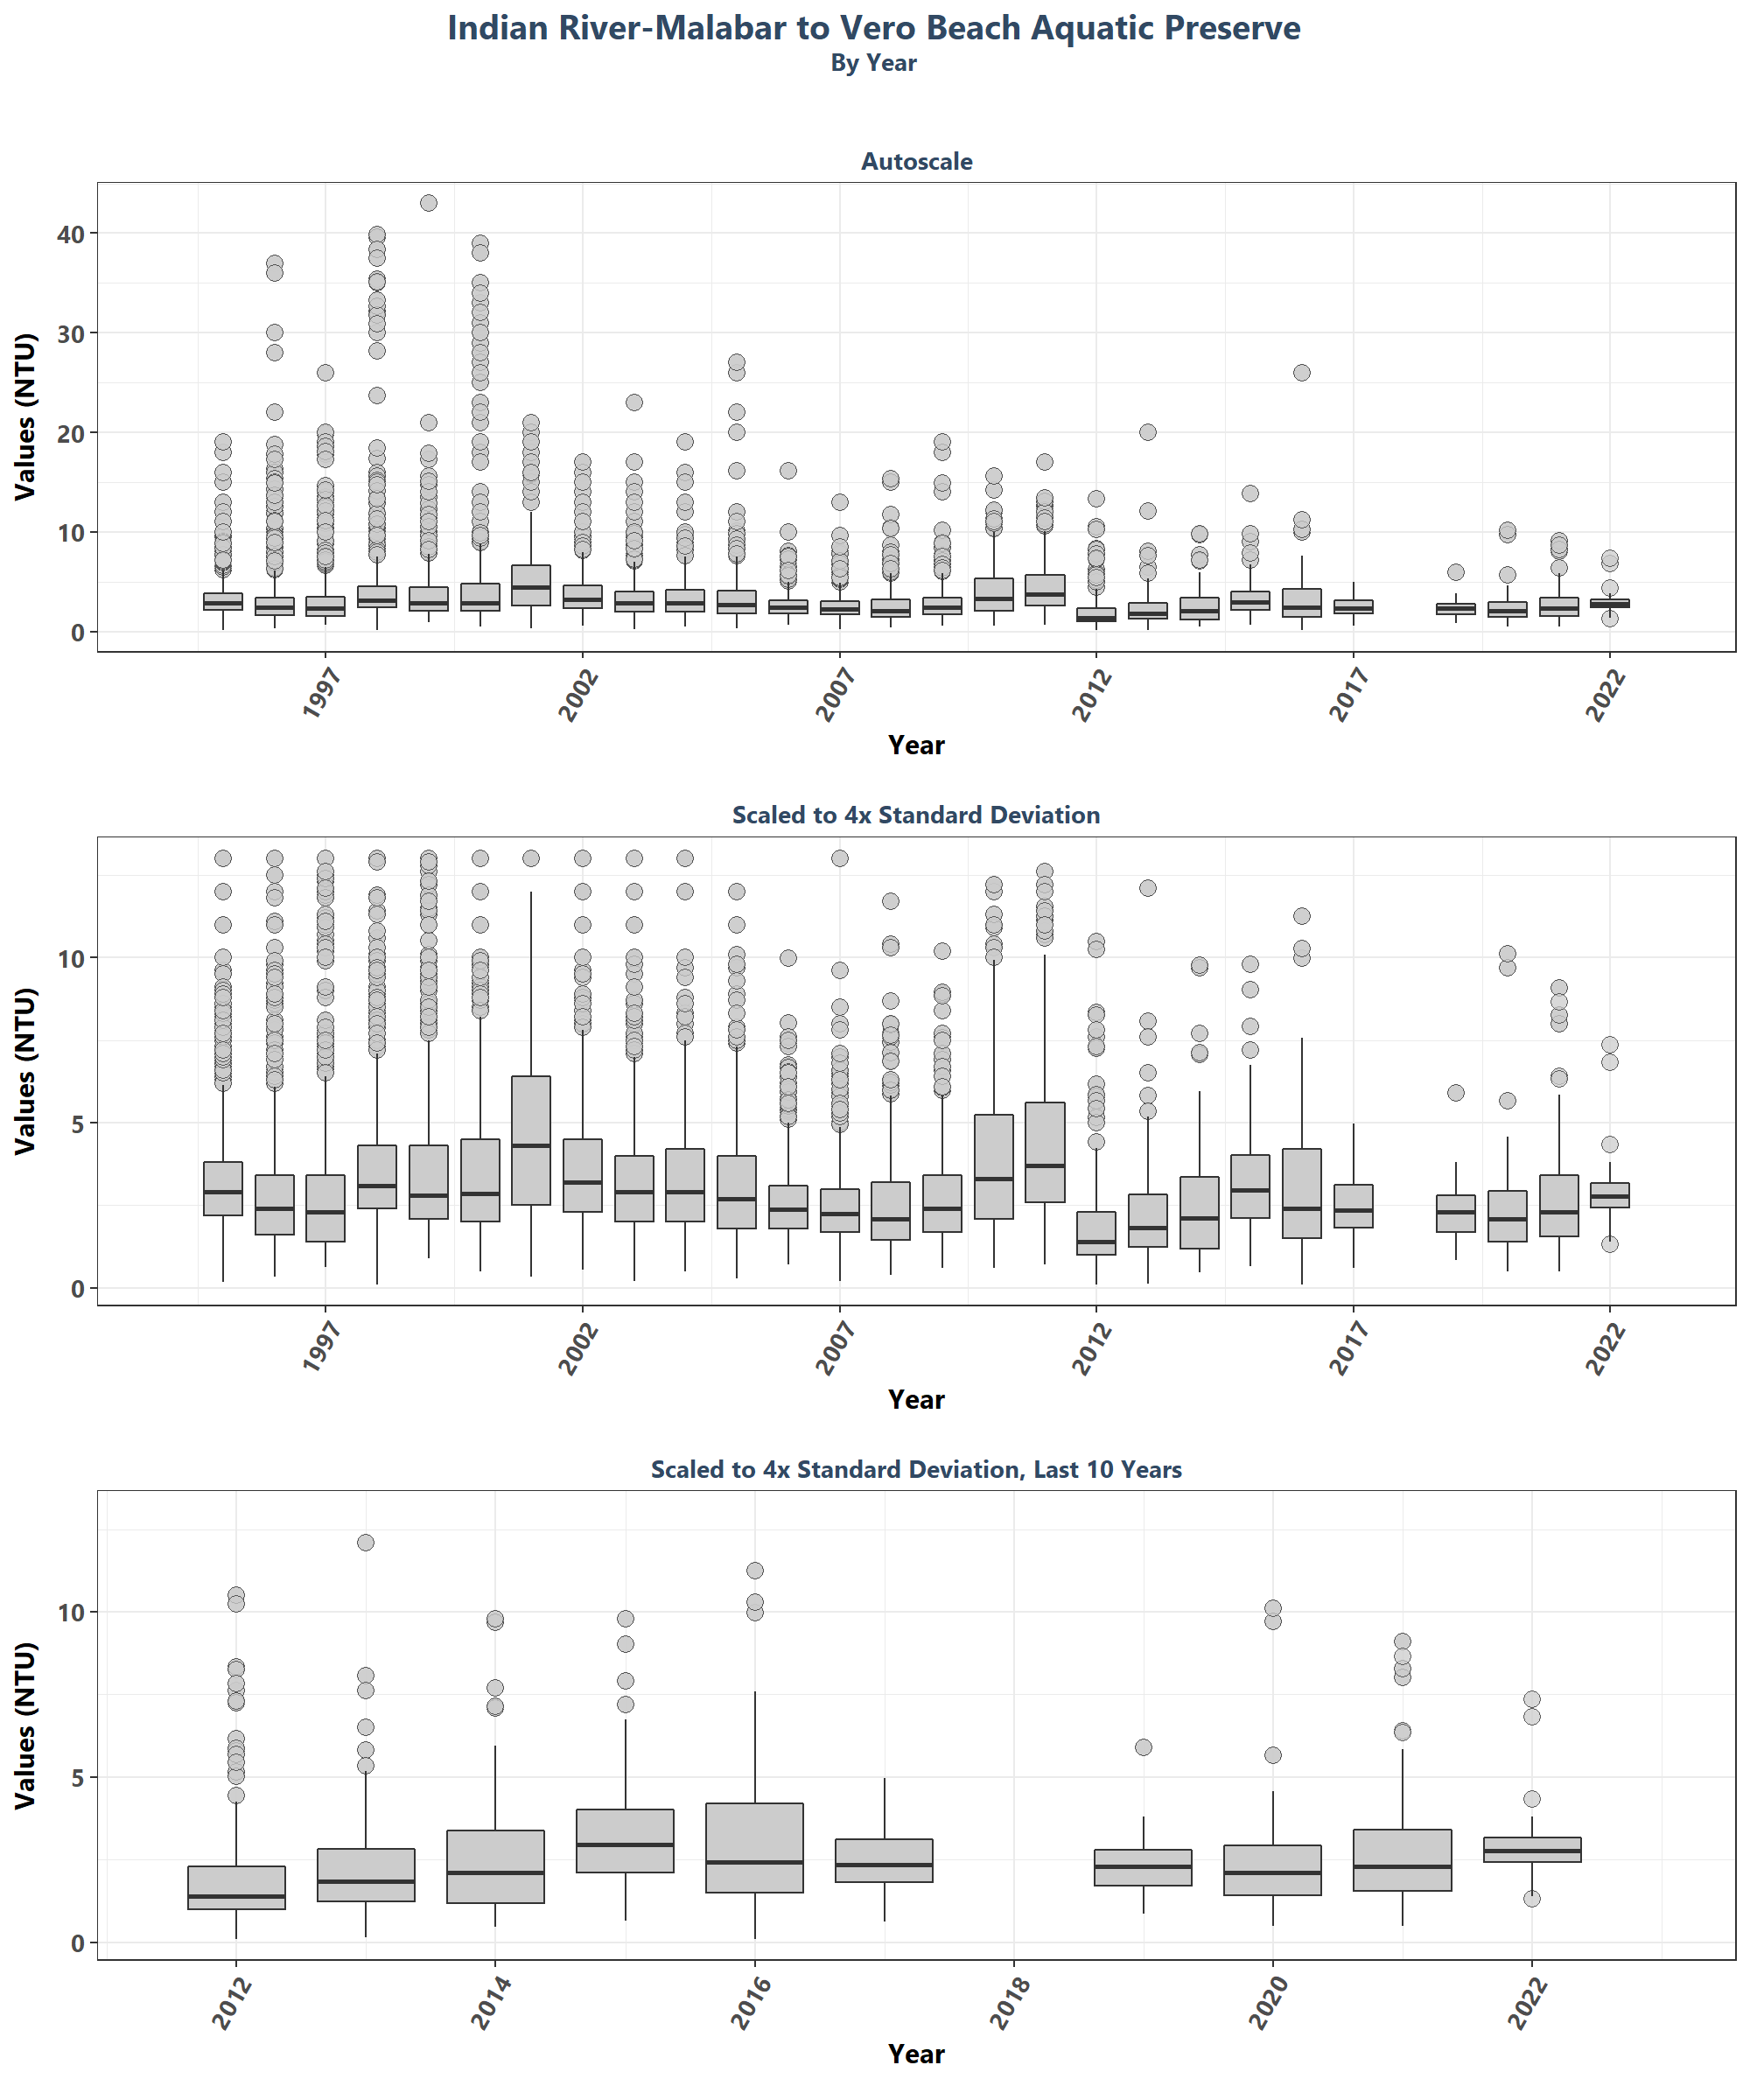 Indian River-Malabar to Vero Beach Aquatic Preserve
By Year
Autoscale
Values (NTU)
40
30
20
10
0
1997 2002 2007 2012 2017 2022
Year
Scaled to 4x Standard Deviation
Values (NTU)
10
5
0
1997 2002 2007 2012 2017 2022
Year
Scaled to 4x Standard Deviation, Last 10 Years
Values (NTU)
10
5
0
2012 2014 2016 2018 2020 2022
Year